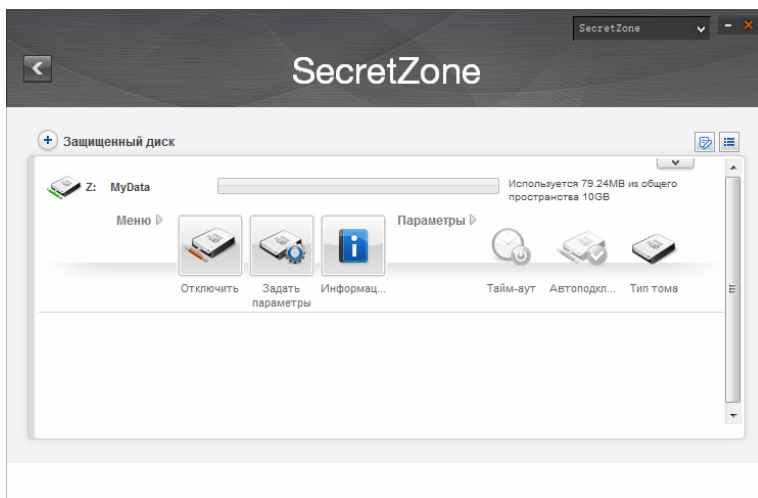 SecretZone
SecretZone
Защищенный диск
Z: MyData
Используется 79.24MB из общего
пространства 10GB
Меню
Параметры
Отключить
Задать
параметры
Информац...
Тайм-аут
Автоподкл...
Тип тома